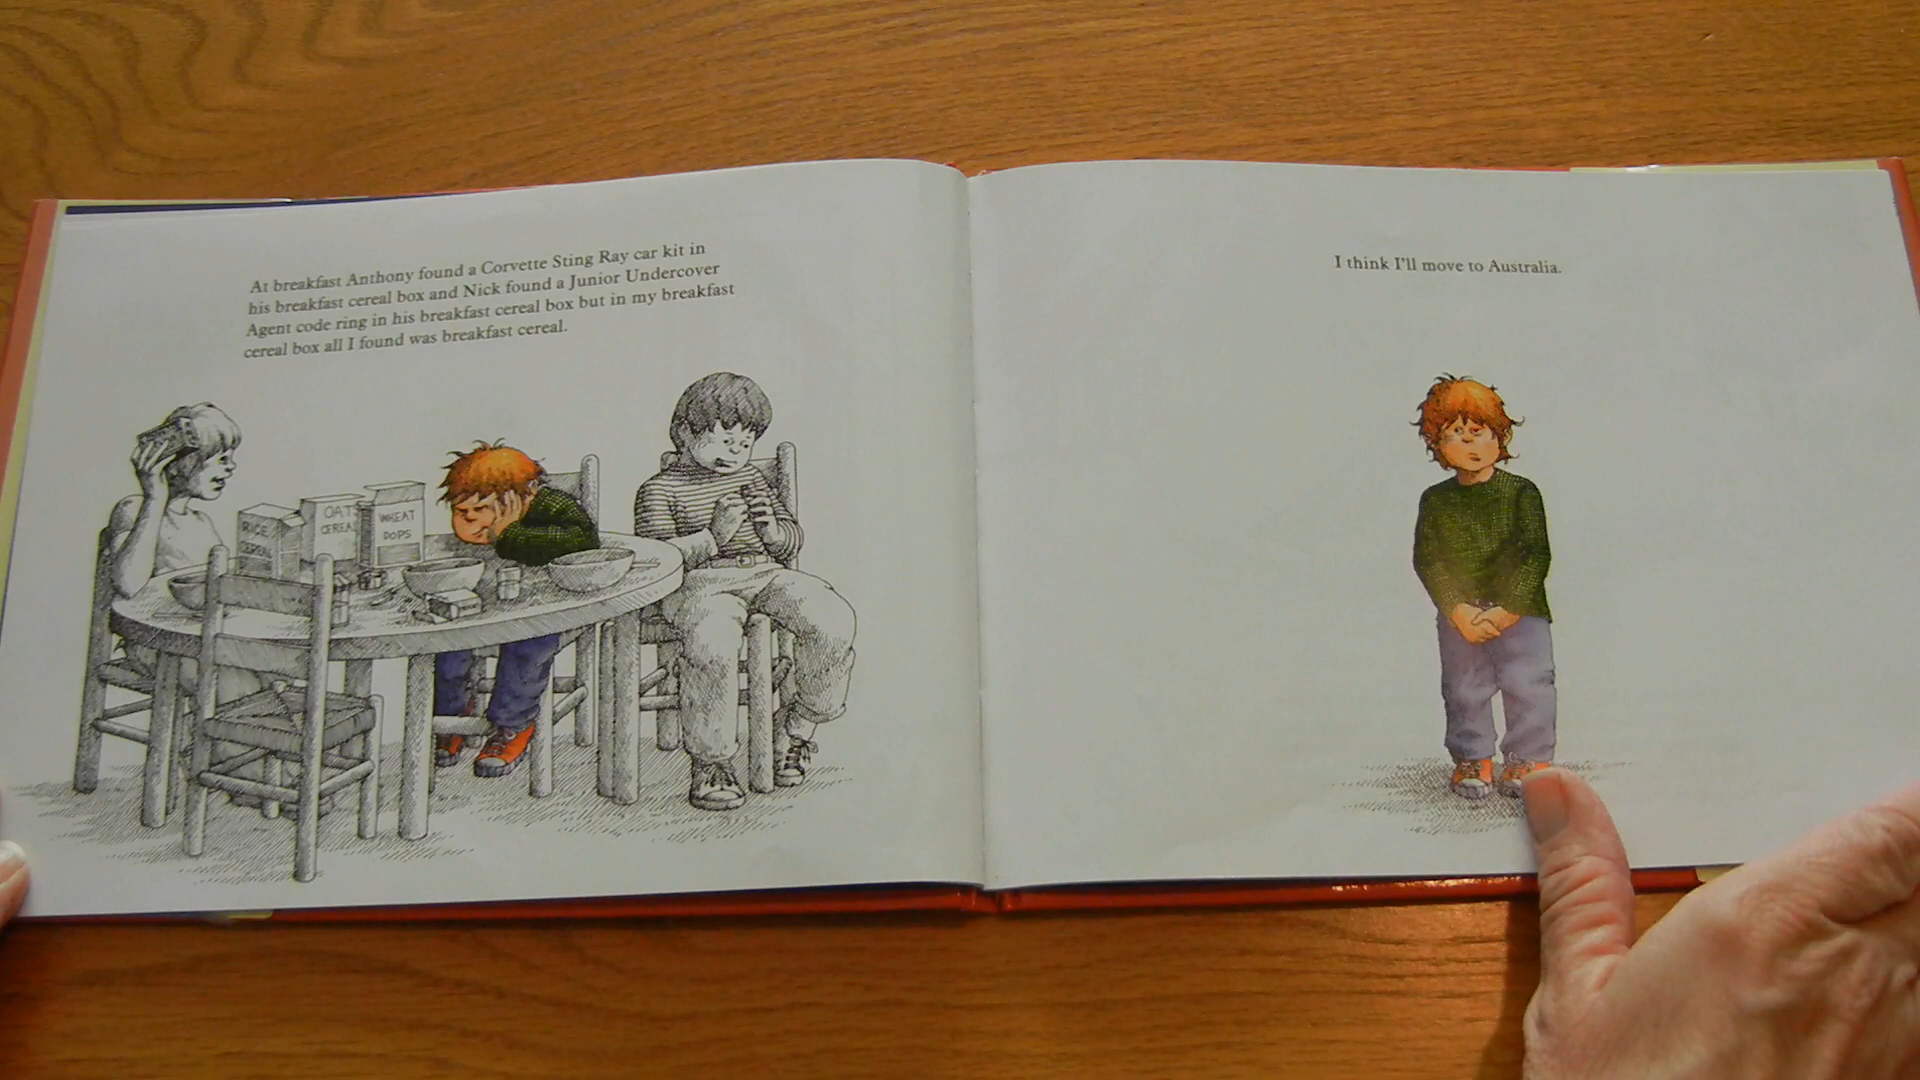 At breakfast Anthony found a Corvette Sting Ray car kit in
his breakfast cereal box and Nick found a Junior Undercover
Agent code ring in his breakfast cereal box but in my breakfast
cereal box all I found was breakfast cereal.
RICE
CEREAL
OATS
CEREAL
WHEAT
POPS
I think I'll move to Australia.